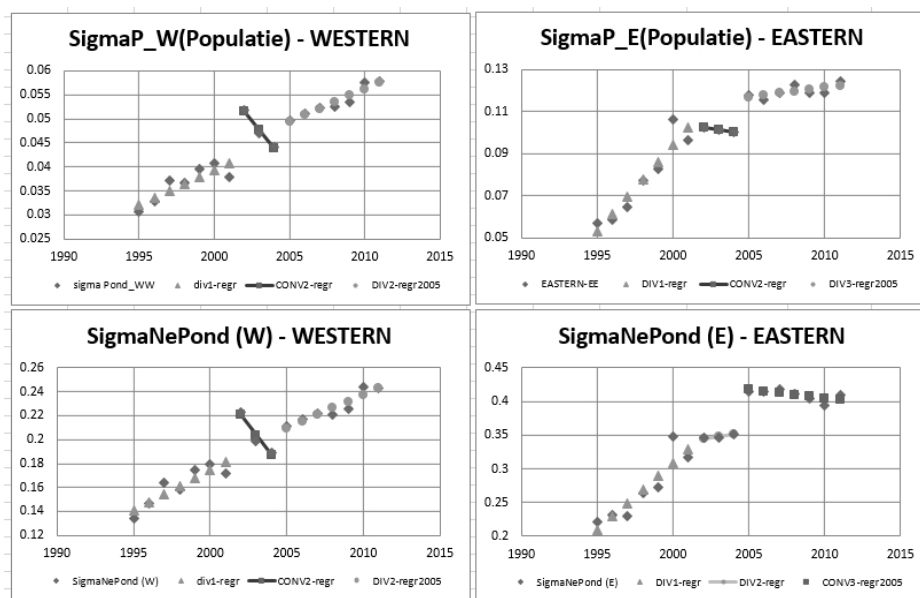 SigmaP_W(Populatie) - WESTERN
0.06
0.055
0.05
0.045
0.04
0.035
0.03
0.025
1990 1995 2000 2005 2010 2015
sigma Pond_WW div1-regr CONV2-regr DIV2-regr2005
SigmaP_E(Populatie) - EASTERN
0.13
0.11
0.09
0.07
0.05
1990 1995 2000 2005 2010 2015
EASTERN-EE DIV1-regr CONV2-regr DIV3-regr2005
SigmaNePond (W) - WESTERN
0.26
0.24
0.22
0.2
0.18
0.16
0.14
0.12
1990 1995 2000 2005 2010 2015
SigmaNePond (W) div1-regr CONV2-regr DIV2-regr2005
SigmaNePond (E) - EASTERN
0.45
0.4
0.35
0.3
0.25
0.2
1990 1995 2000 2005 2010 2015
SigmaNePond (E) DIV1-regr DIV2-regr CONV3-regr2005